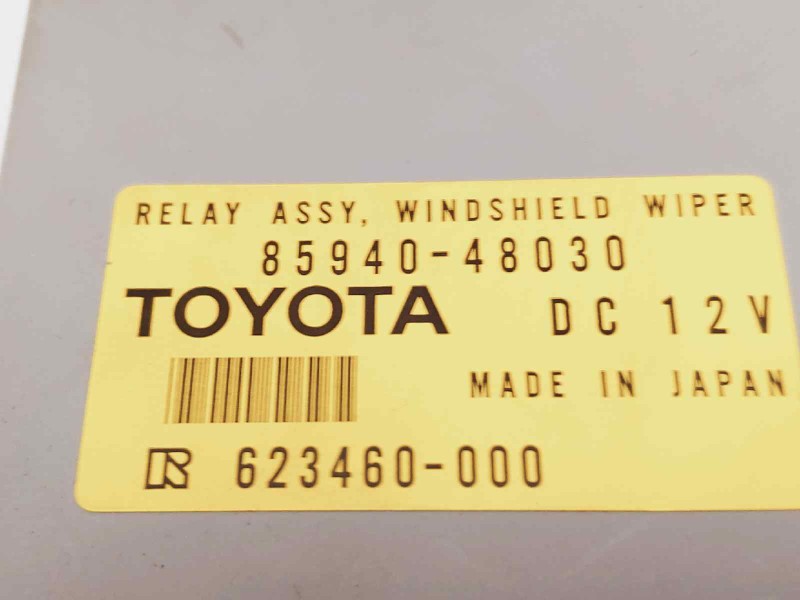 RELAY ASSY, WINDSHIELD WIPER
85940-48030
TOYOTA DC 12V
MADE IN JAPAN
R 623460-000